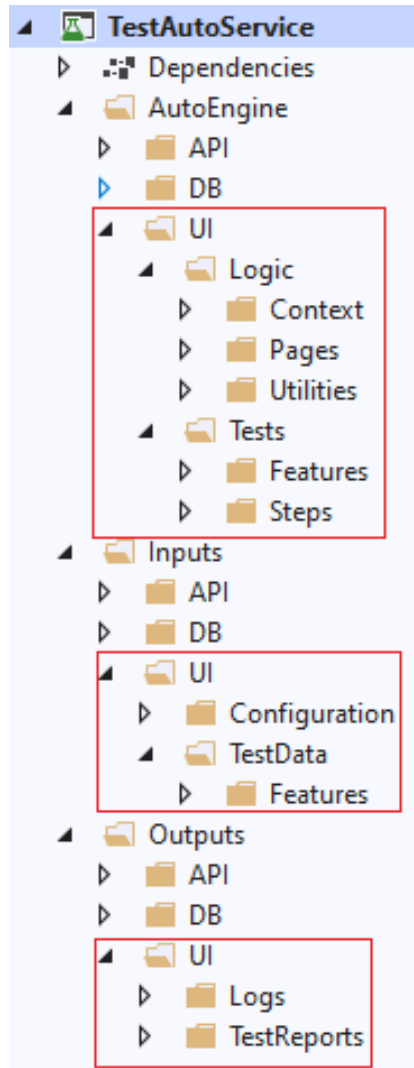 TestAutoService
Dependencies
AutoEngine
API
DB
UI
Logic
Context
Pages
Utilities
Tests
Features
Steps
Inputs
API
DB
UI
Configuration
TestData
Features
Outputs
API
DB
UI
Logs
TestReports